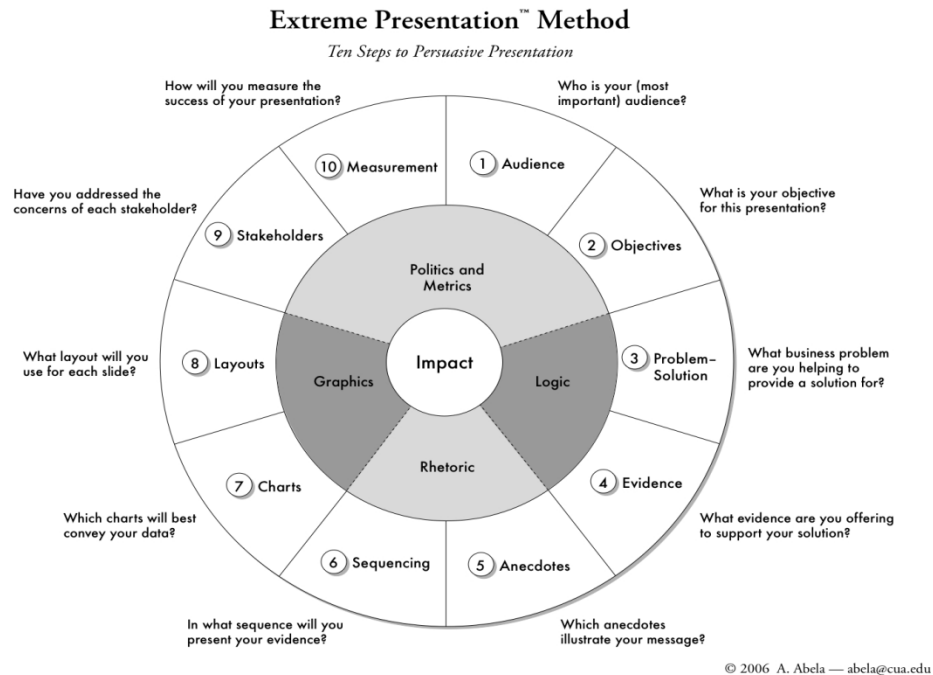 Extreme Presentation™ Method
Ten Steps to Persuasive Presentation
How will you measure the
success of your presentation?
Who is your (most
important) audience?
10 Measurement
1 Audience
Have you addressed the
concerns of each stakeholder?
What is your objective
for this presentation?
9 Stakeholders
2 Objectives
Politics and
Metrics
What layout will you
use for each slide?
8 Layouts
Graphics
Impact
Logic
3 Problem–
Solution
What business problem
are you helping to
provide a solution for?
Rhetoric
7 Charts
4 Evidence
Which charts will best
convey your data?
What evidence are you offering
to support your solution?
6 Sequencing
5 Anecdotes
In what sequence will you
present your evidence?
Which anecdotes
illustrate your message?
© 2006 A. Abela — abela@cua.edu